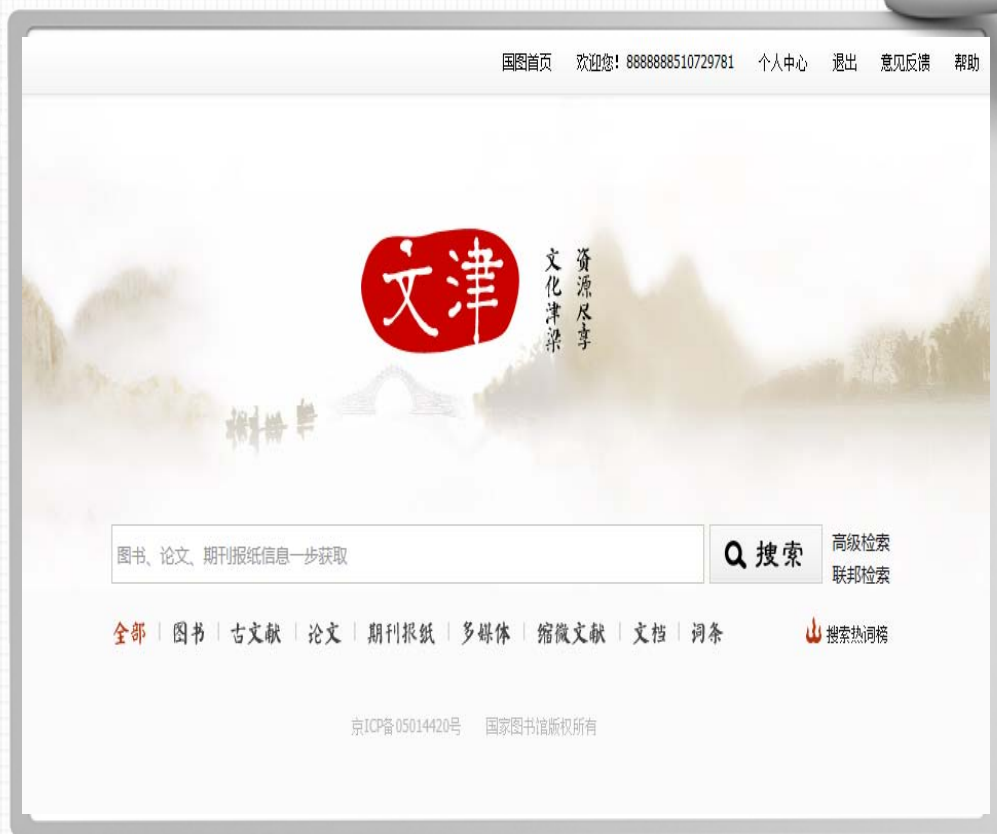 国图首页 欢迎您！8888888510729781 个人中心 退出 意见反馈 帮助
文津
资源尽享
文化津梁
图书、论文、期刊报纸信息一步获取
搜索
高级检索
联邦检索
全部 | 图书 | 古文献 | 论文 | 期刊报纸 | 多媒体 | 缩微文献 | 文档 | 词条
搜索热词榜
京ICP备05014420号 国家图书馆版权所有